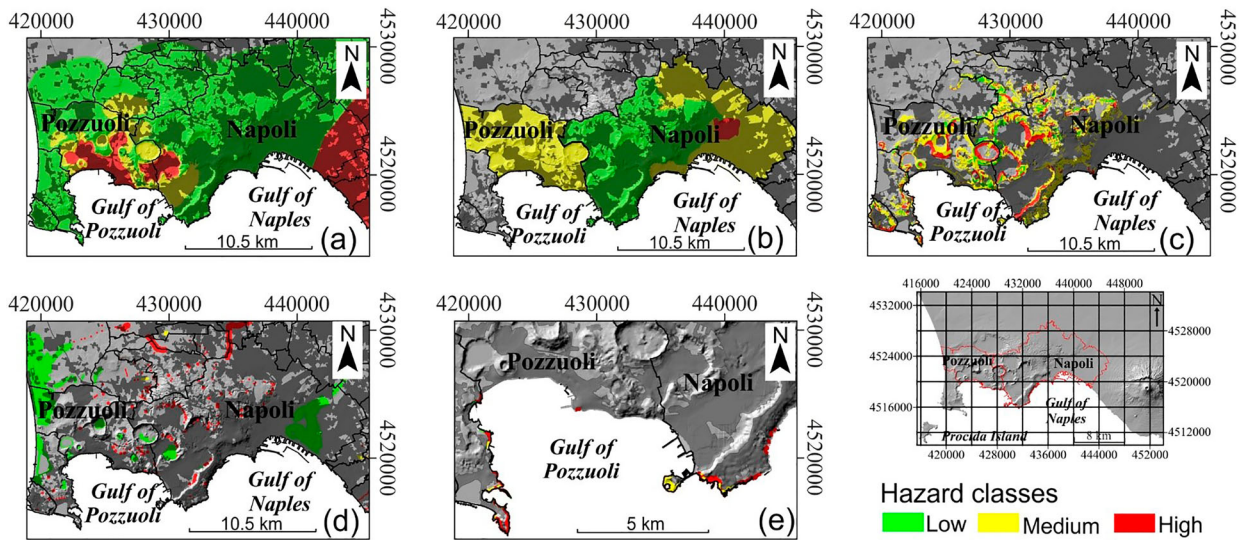 420000 430000 440000
4530000
N
Pozzuoli
Napoli
4520000
Gulf of
Pozzuoli
Gulf of
Naples
10.5 km
(a)
420000 430000 440000
4530000
N
Pozzuoli
Napoli
4520000
Gulf of
Pozzuoli
Gulf of
Naples
10.5 km
(b)
420000 430000 440000
4530000
N
Pozzuoli
Napoli
4520000
Gulf of
Pozzuoli
Gulf of
Naples
10.5 km
(c)
420000 430000 440000
4530000
N
Pozzuoli
Napoli
4520000
Gulf of
Pozzuoli
Gulf of
Naples
10.5 km
(d)
420000 430000 440000
4530000
N
Pozzuoli
Napoli
4520000
Gulf of
Pozzuoli
5 km
(e)
416000 424000 432000 440000 448000
4532000
N
4528000
4524000
Pozzuoli
Napoli
4520000
4516000
Gulf of
Naples
4512000
Procida Island
8 km
420000 428000 436000 444000 452000
Hazard classes
Low Medium High